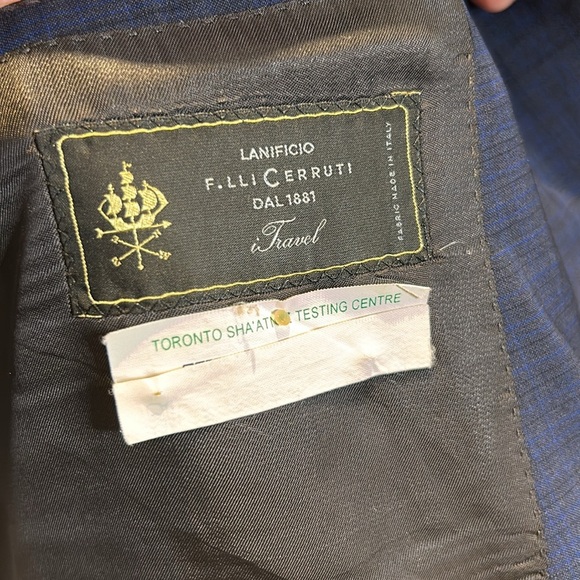 LANIFICIO
F.LLI CERRUTI
DAL 1881
iTravel
FABRIC MADE IN ITALY
TORONTO SHA'ATNEZ TESTING CENTRE